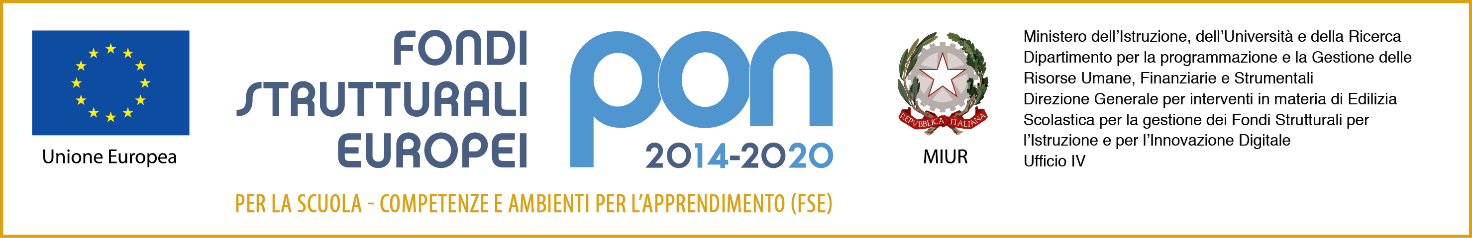 Unione Europea
FONDI
STRUTTURALI
EUROPEI
pon
2014-2020
PER LA SCUOLA - COMPETENZE E AMBIENTI PER L'APPRENDIMENTO (FSE)
REPVBBLICA ITALIANA
MIUR
Ministero dell'Istruzione, dell'Università e della Ricerca
Dipartimento per la programmazione e la Gestione delle
Risorse Umane, Finanziarie e Strumentali
Direzione Generale per interventi in materia di Edilizia
Scolastica per la gestione dei Fondi Strutturali per
l'Istruzione e per l'Innovazione Digitale
Ufficio IV